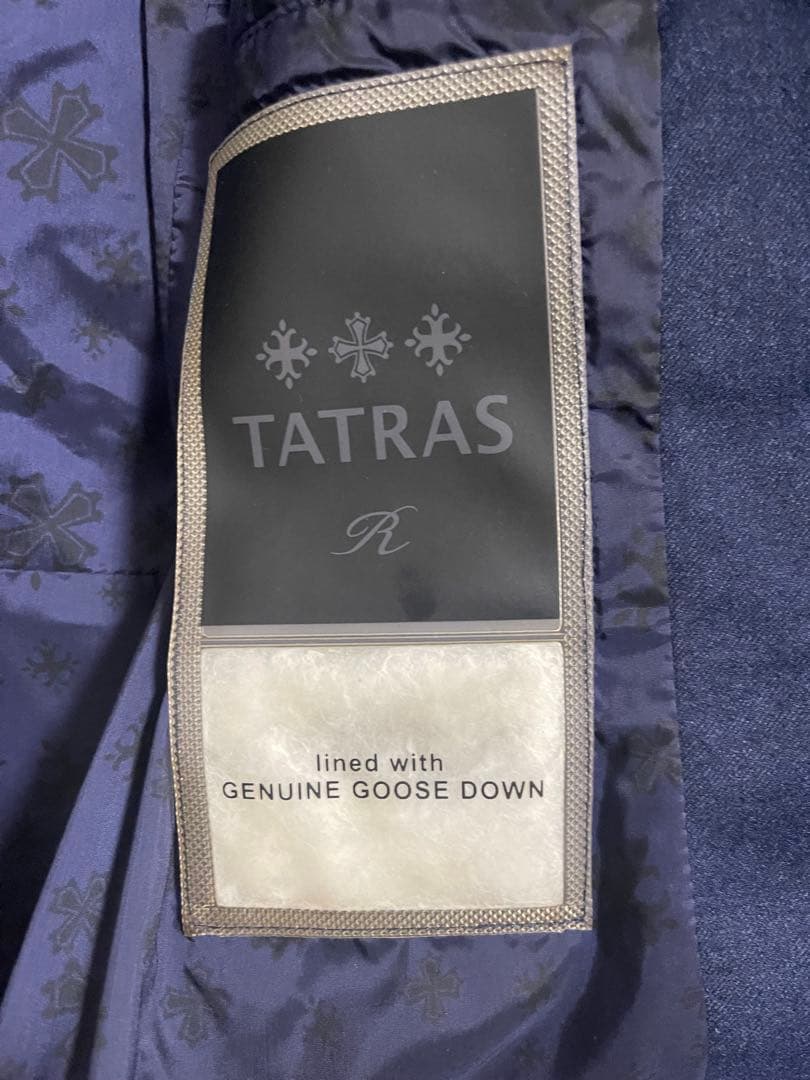 TATRAS
R
lined with
GENUINE GOOSE DOWN